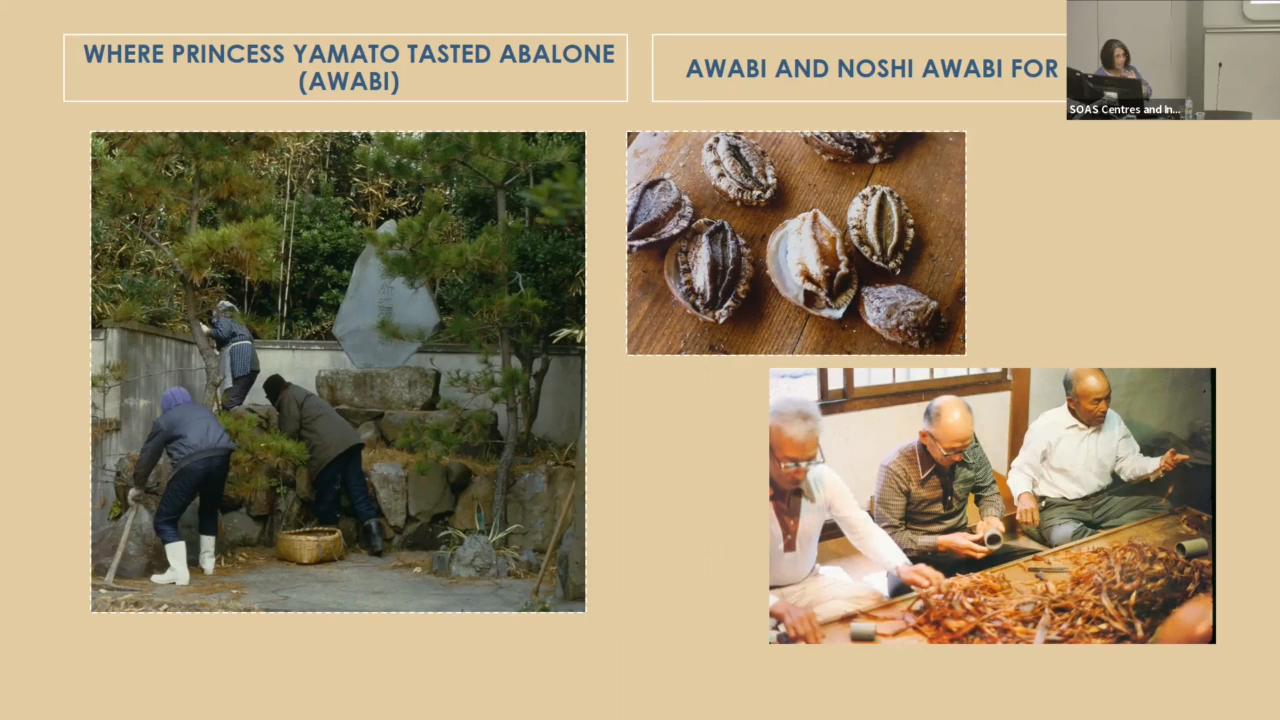 WHERE PRINCESS YAMATO TASTED ABALONE
(AWABI)
AWABI AND NOSHI AWABI FOR
SOAS Centres and In...